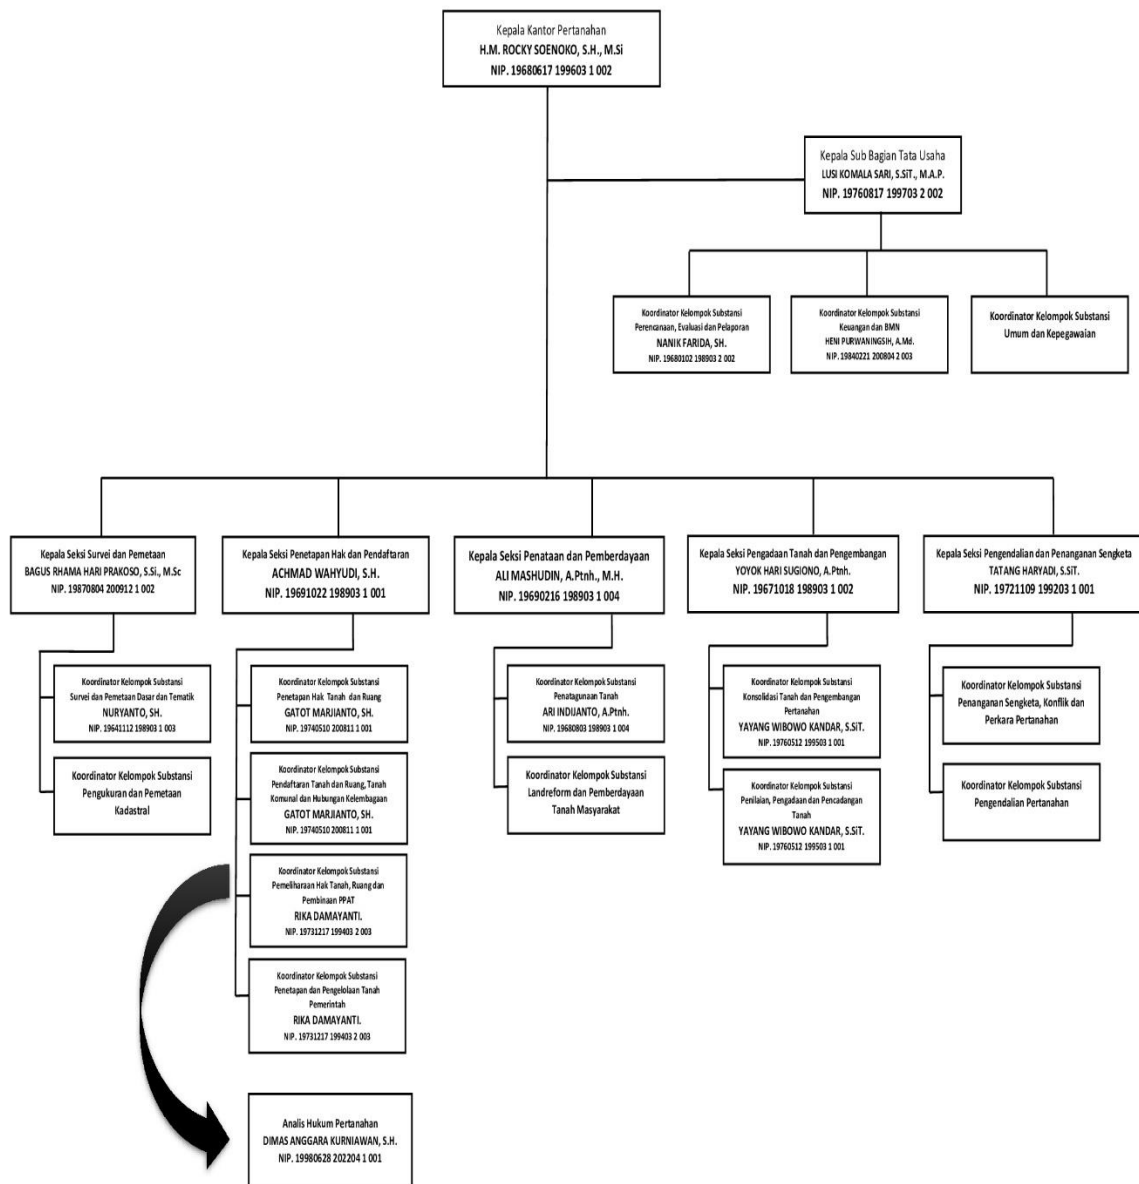 Kepala Kantor Pertanahan
H.M. ROCKY SOENOKO, S.H., M.Si
NIP. 19680617 199603 1 002
Kepala Sub Bagian Tata Usaha
LUSI KOMALA SARI, S.SiT., M.A.P.
NIP. 19760817 199703 2 002
Koordinator Kelompok Substansi
Perencanaan, Evaluasi dan Pelaporan
NANIK FARIDA, SH.
NIP. 19680102 198903 2 002
Koordinator Kelompok Substansi
Keuangan dan BMN
HENI PURWANINGSIH, A.Md.
NIP. 19840221 200804 2 003
Koordinator Kelompok Substansi
Umum dan Kepegawaian
Kepala Seksi Survei dan Pemetaan
BAGUS RHAMA HARI PRAKOSO, S.Si., M.Sc
NIP. 19870804 200912 1 002
Kepala Seksi Penetapan Hak dan Pendaftaran
ACHMAD WAHYUDI, S.H.
NIP. 19691022 198903 1 001
Kepala Seksi Penataan dan Pemberdayaan
ALI MASHUDIN, A.Ptnh., M.H.
NIP. 19690216 198903 1 004
Kepala Seksi Pengadaan Tanah dan Pengembangan
YOYOK HARI SUGIONO, A.Ptnh.
NIP. 19671018 198903 1 002
Kepala Seksi Pengendalian dan Penanganan Sengketa
TATANG HARYADI, S.SiT.
NIP. 19721109 199203 1 001
Koordinator Kelompok Substansi
Survei dan Pemetaan Dasar dan Tematik
NURYANTO, SH.
NIP. 19641112 198903 1 003
Koordinator Kelompok Substansi
Pengukuran dan Pemetaan
Kadastral
Koordinator Kelompok Substansi
Penetapan Hak Tanah dan Ruang
GATOT MARJIANTO, SH.
NIP. 19740510 200811 1 001
Koordinator Kelompok Substansi
Pendaftaran Tanah dan Ruang, Tanah
Komunal dan Hubungan Kelembagaan
GATOT MARJIANTO, SH.
NIP. 19740510 200811 1 001
Koordinator Kelompok Substansi
Pemeliharaan Hak Tanah, Ruang dan
Pembinaan PPAT
RIKA DAMAYANTI.
NIP. 19731217 199403 2 003
Koordinator Kelompok Substansi
Penetapan dan Pengelolaan Tanah
Pemerintah
RIKA DAMAYANTI.
NIP. 19731217 199403 2 003
Analis Hukum Pertanahan
DIMAS ANGGARA KURNIAWAN, S.H.
NIP. 19980628 202204 1 001
Koordinator Kelompok Substansi
Penatagunaan Tanah
ARI INDIJANTO, A.Ptnh.
NIP. 19680803 198903 1 004
Koordinator Kelompok Substansi
Landreform dan Pemberdayaan
Tanah Masyarakat
Koordinator Kelompok Substansi
Konsolidasi Tanah dan Pengembangan
Pertanahan
YAYANG WIBOWO KANDAR, S.SiT.
NIP. 19760512 199503 1 001
Koordinator Kelompok Substansi
Penilaian, Pengadaan dan Pencadangan
Tanah
YAYANG WIBOWO KANDAR, S.SiT.
NIP. 19760512 199503 1 001
Koordinator Kelompok Substansi
Penanganan Sengketa, Konflik dan
Perkara Pertanahan
Koordinator Kelompok Substansi
Pengendalian Pertanahan